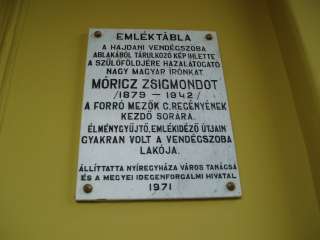 EMLÉKTÁBLA
A HAJDANI VENDÉGSZOBA
ABLAKÁBÓL TÁRULKOZÓ KÉP IHLETTE
A SZÜLŐFÖLDJÉRE HAZALÁTOGATÓ
NAGY MAGYAR ÍRÓNKAT
MÓRICZ ZSIGMONDOT
/1879 - 1942/
A FORRÓ MEZŐK C. REGÉNYÉNEK
KEZDŐ SORÁRA.
ÉLMÉNYGYŰJTŐ, EMLÉKIDÉZŐ ÚTJAIN
GYAKRAN VOLT A VENDÉGSZOBA
LAKÓJA.
ÁLLÍTTATTA NYÍREGYHÁZA VÁROS TANÁCSA
ÉS A MEGYEI IDEGENFORGALMI HIVATAL
1971